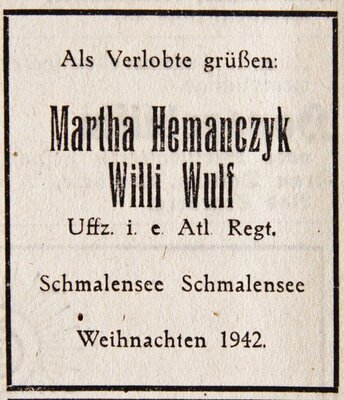 Als Verlobte grüßen:
Martha Hemanczyk
Willi Wulf
Uffz. i. e. Atl. Regt.
Schmalensee Schmalensee
Weihnachten 1942.